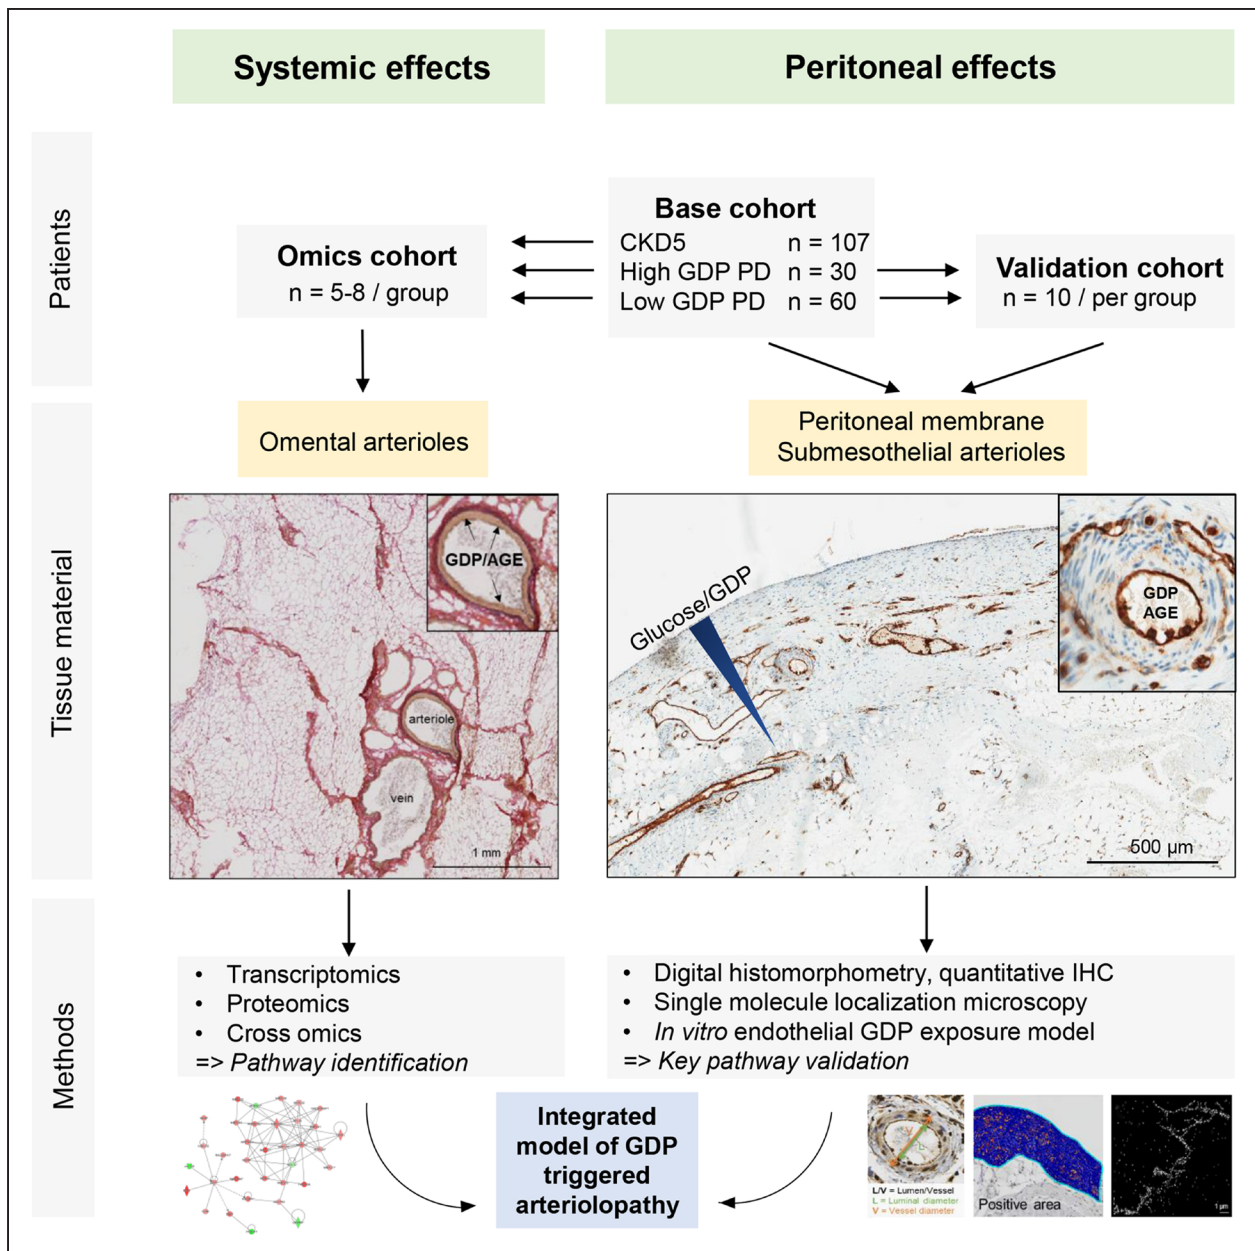 Systemic effects
Peritoneal effects
Patients
Base cohort
CKD5 n = 107
High GDP PD n = 30
Low GDP PD n = 60
Omics cohort
n = 5-8 / group
Validation cohort
n = 10 / per group
Tissue material
Omental arterioles
Peritoneal membrane
Submesothelial arterioles
GDP/AGE
arteriole
vein
1 mm
Glucose/GDP
GDP
AGE
500 µm
Methods
• Transcriptomics
• Proteomics
• Cross omics
=> Pathway identification
• Digital histomorphometry, quantitative IHC
• Single molecule localization microscopy
• In vitro endothelial GDP exposure model
=> Key pathway validation
Integrated
model of GDP
triggered
arteriolopathy
L/V = Lumen/Vessel
L = Luminal diameter
V = Vessel diameter
Positive area
1 µm